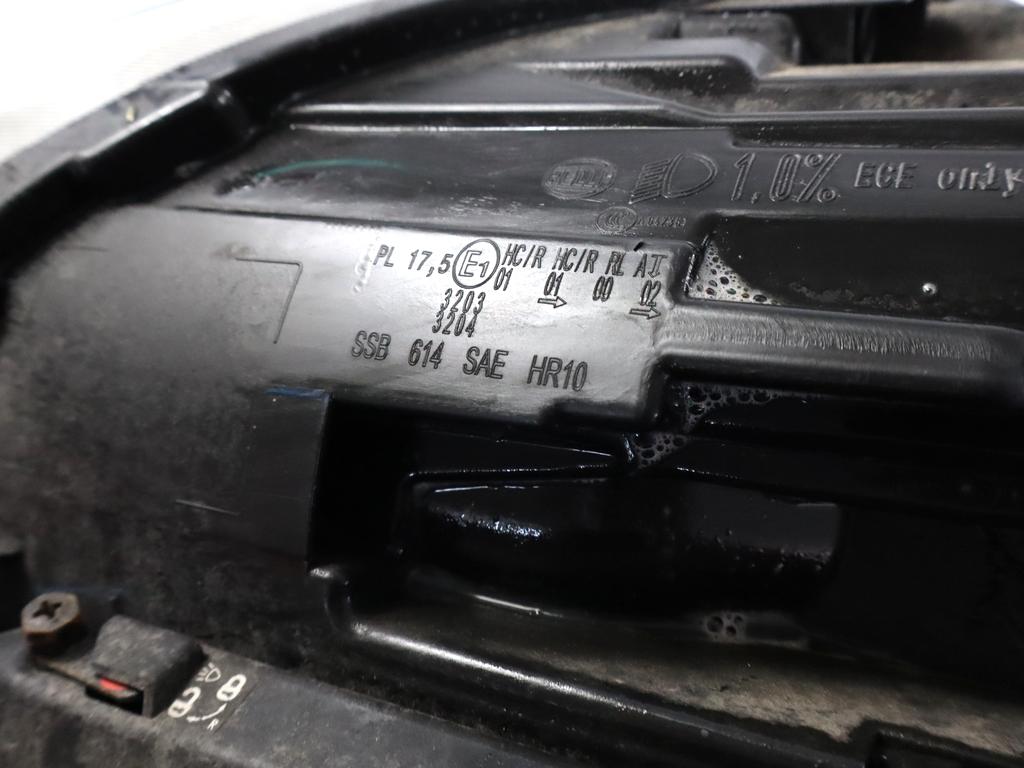 1,0% ECE only
PL 17,5 E1 HC/R HC/R RL AI
01 01 00 02
3203
3204
SSB 614 SAE HR10
R